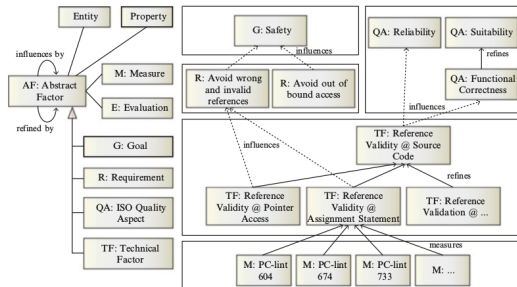 Entity
Property
influences by
AF: Abstract
Factor
refined by
M: Measure
E: Evaluation
G: Goal
R: Requirement
QA: ISO Quality
Aspect
TF: Technical
Factor
G: Safety
influences
R: Avoid wrong
and invalid
references
R: Avoid out of
bound access
QA: Reliability
QA: Suitability
refines
QA: Functional
Correctness
influences
influences
TF: Reference
Validity @ Source
Code
refines
TF: Reference
Validity @ Pointer
Access
TF: Reference
Validity @
Assignment Statement
TF: Reference
Validation @ ...
measures
M: PC-lint
604
M: PC-lint
674
M: PC-lint
733
M: ...